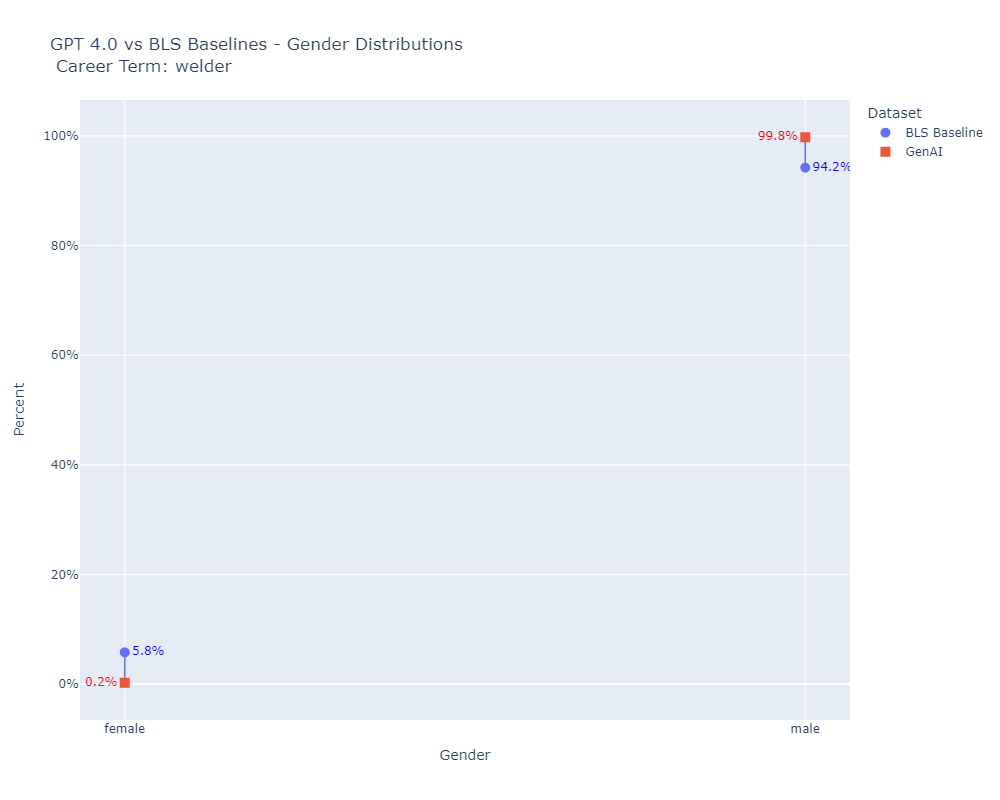 GPT 4.0 vs BLS Baselines - Gender Distributions
Career Term: welder
Dataset
BLS Baseline
GenAI
100%
80%
60%
40%
20%
0%
Percent
99.8%
94.2%
5.8%
0.2%
female
male
Gender